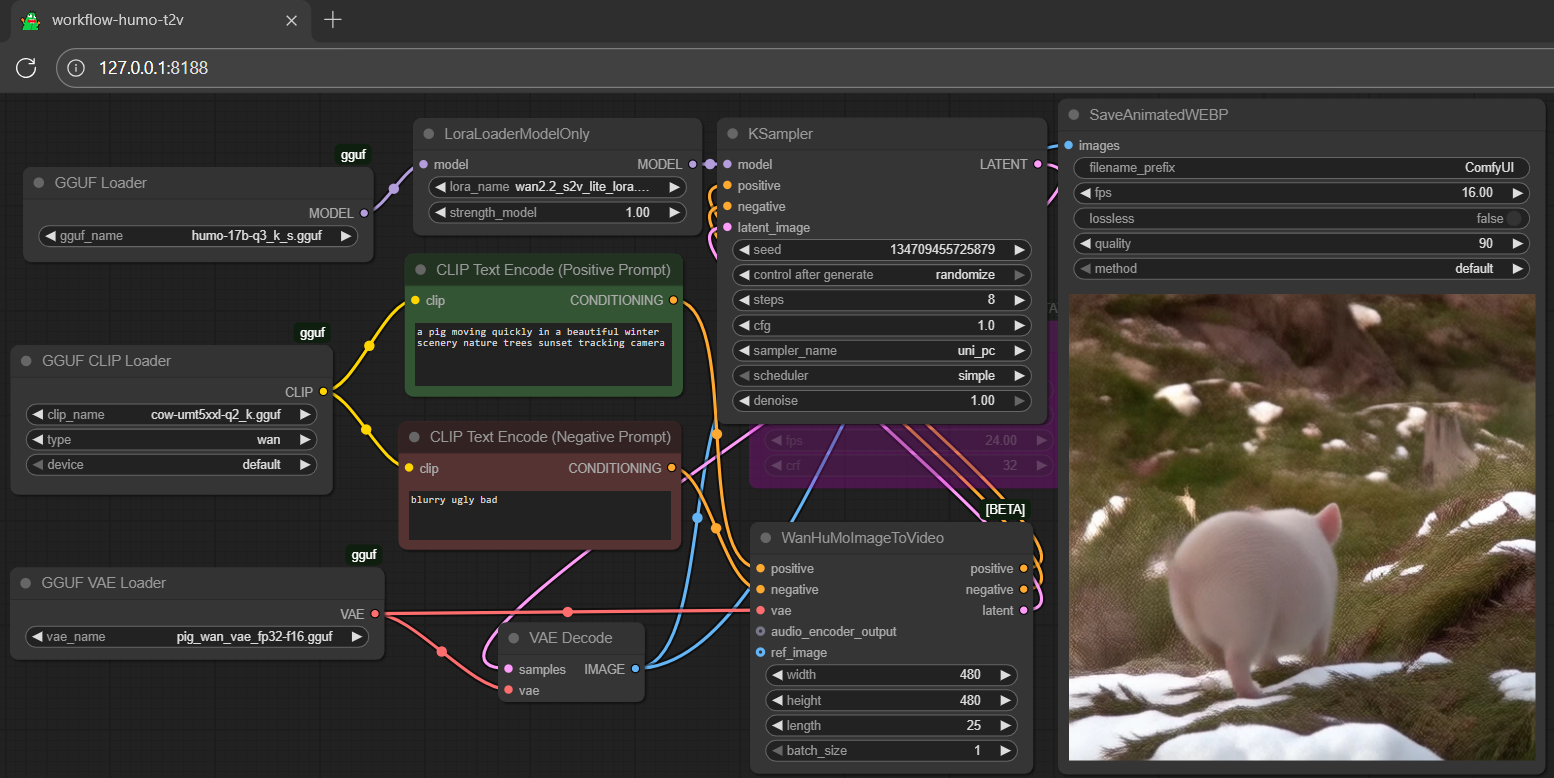 workflow-humo-t2v
127.0.0.1:8188
gguf
GGUF Loader
MODEL
gguf_name humo-17b-q3_k_s.gguf
gguf
GGUF CLIP Loader
CLIP
clip_name cow-umt5xxl-q2_k.gguf
type wan
device default
gguf
GGUF VAE Loader
VAE
vae_name pig_wan_vae_fp32-f16.gguf
LoraLoaderModelOnly
model MODEL
lora_name wan2.2_s2v_lite_lora....
strength_model 1.00
CLIP Text Encode (Positive Prompt)
clip CONDITIONING
a pig moving quickly in a beautiful winter
scenery nature trees sunset tracking camera
CLIP Text Encode (Negative Prompt)
clip CONDITIONING
blurry ugly bad
VAE Decode
samples IMAGE
vae
KSampler
model LATENT
positive
negative
latent_image
seed 134709455725879
control after generate randomize
steps 8
cfg 1.0
sampler_name uni_pc
scheduler simple
denoise 1.00
fps 24.00
crf 32
[BETA]
WanHuMoImageToVideo
positive positive
negative negative
vae latent
audio_encoder_output
ref_image
width 480
height 480
length 25
batch_size 1
SaveAnimatedWEBP
images
filename_prefix ComfyUI
fps 16.00
lossless false
quality 90
method default